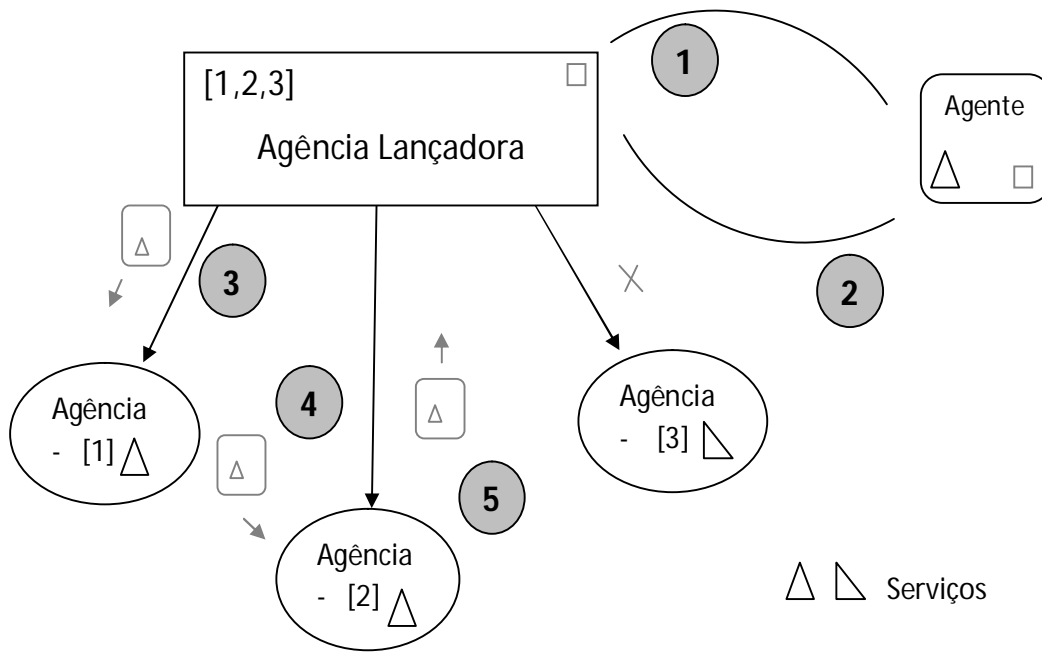 1
[1,2,3]
Agência Lançadora
Agente
3
2
4
Agência
- [1]
Agência
- [3]
5
Agência
- [2]
Serviços